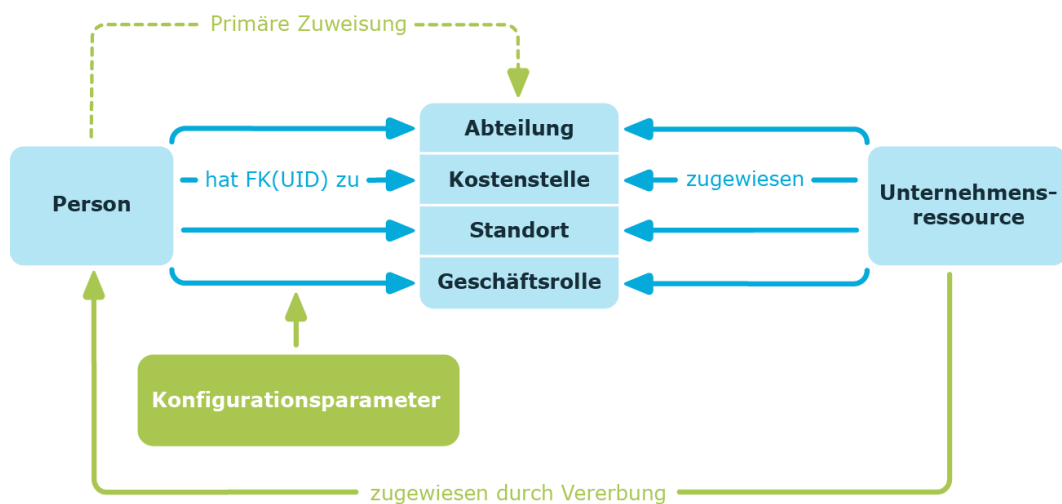 Primäre Zuweisung
Abteilung
Person
hat FK(UID) zu
Kostenstelle
zugewiesen
Unternehmens-
ressource
Standort
Geschäftsrolle
Konfigurationsparameter
zugewiesen durch Vererbung